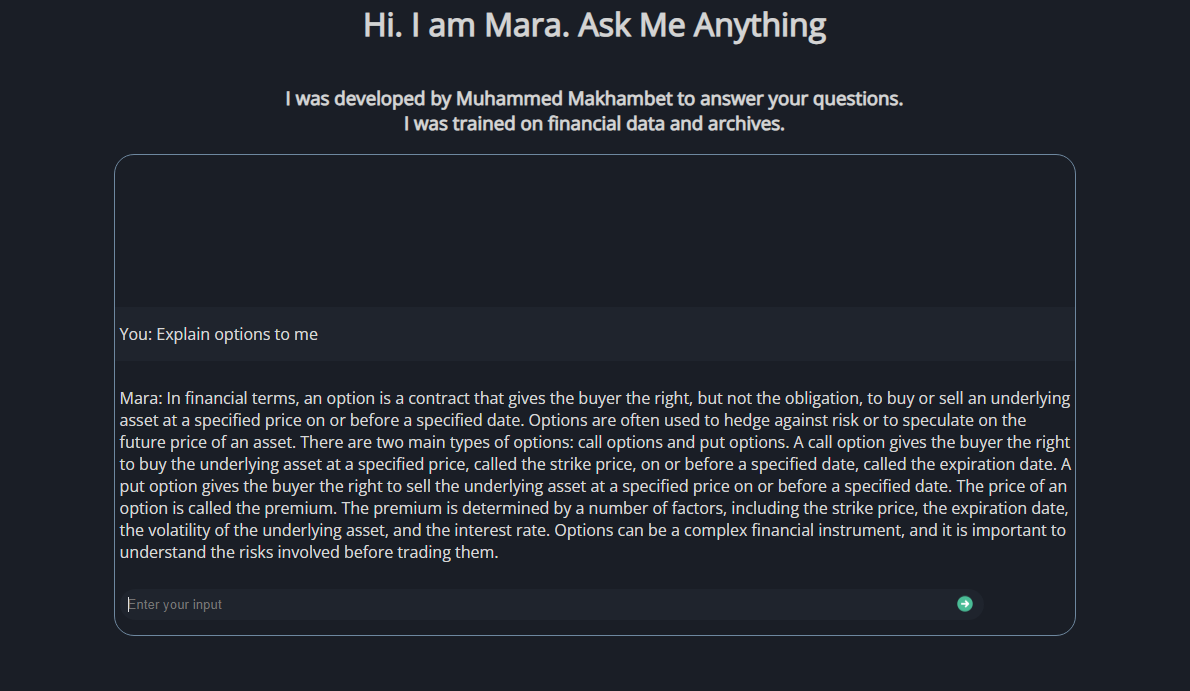 Hi. I am Mara. Ask Me Anything
I was developed by Muhammed Makhambet to answer your questions.
I was trained on financial data and archives.
You: Explain options to me
Mara: In financial terms, an option is a contract that gives the buyer the right, but not the obligation, to buy or sell an underlying
asset at a specified price on or before a specified date. Options are often used to hedge against risk or to speculate on the
future price of an asset. There are two main types of options: call options and put options. A call option gives the buyer the right
to buy the underlying asset at a specified price, called the strike price, on or before a specified date, called the expiration date. A
put option gives the buyer the right to sell the underlying asset at a specified price on or before a specified date. The price of an
option is called the premium. The premium is determined by a number of factors, including the strike price, the expiration date,
the volatility of the underlying asset, and the interest rate. Options can be a complex financial instrument, and it is important to
understand the risks involved before trading them.
Enter your input